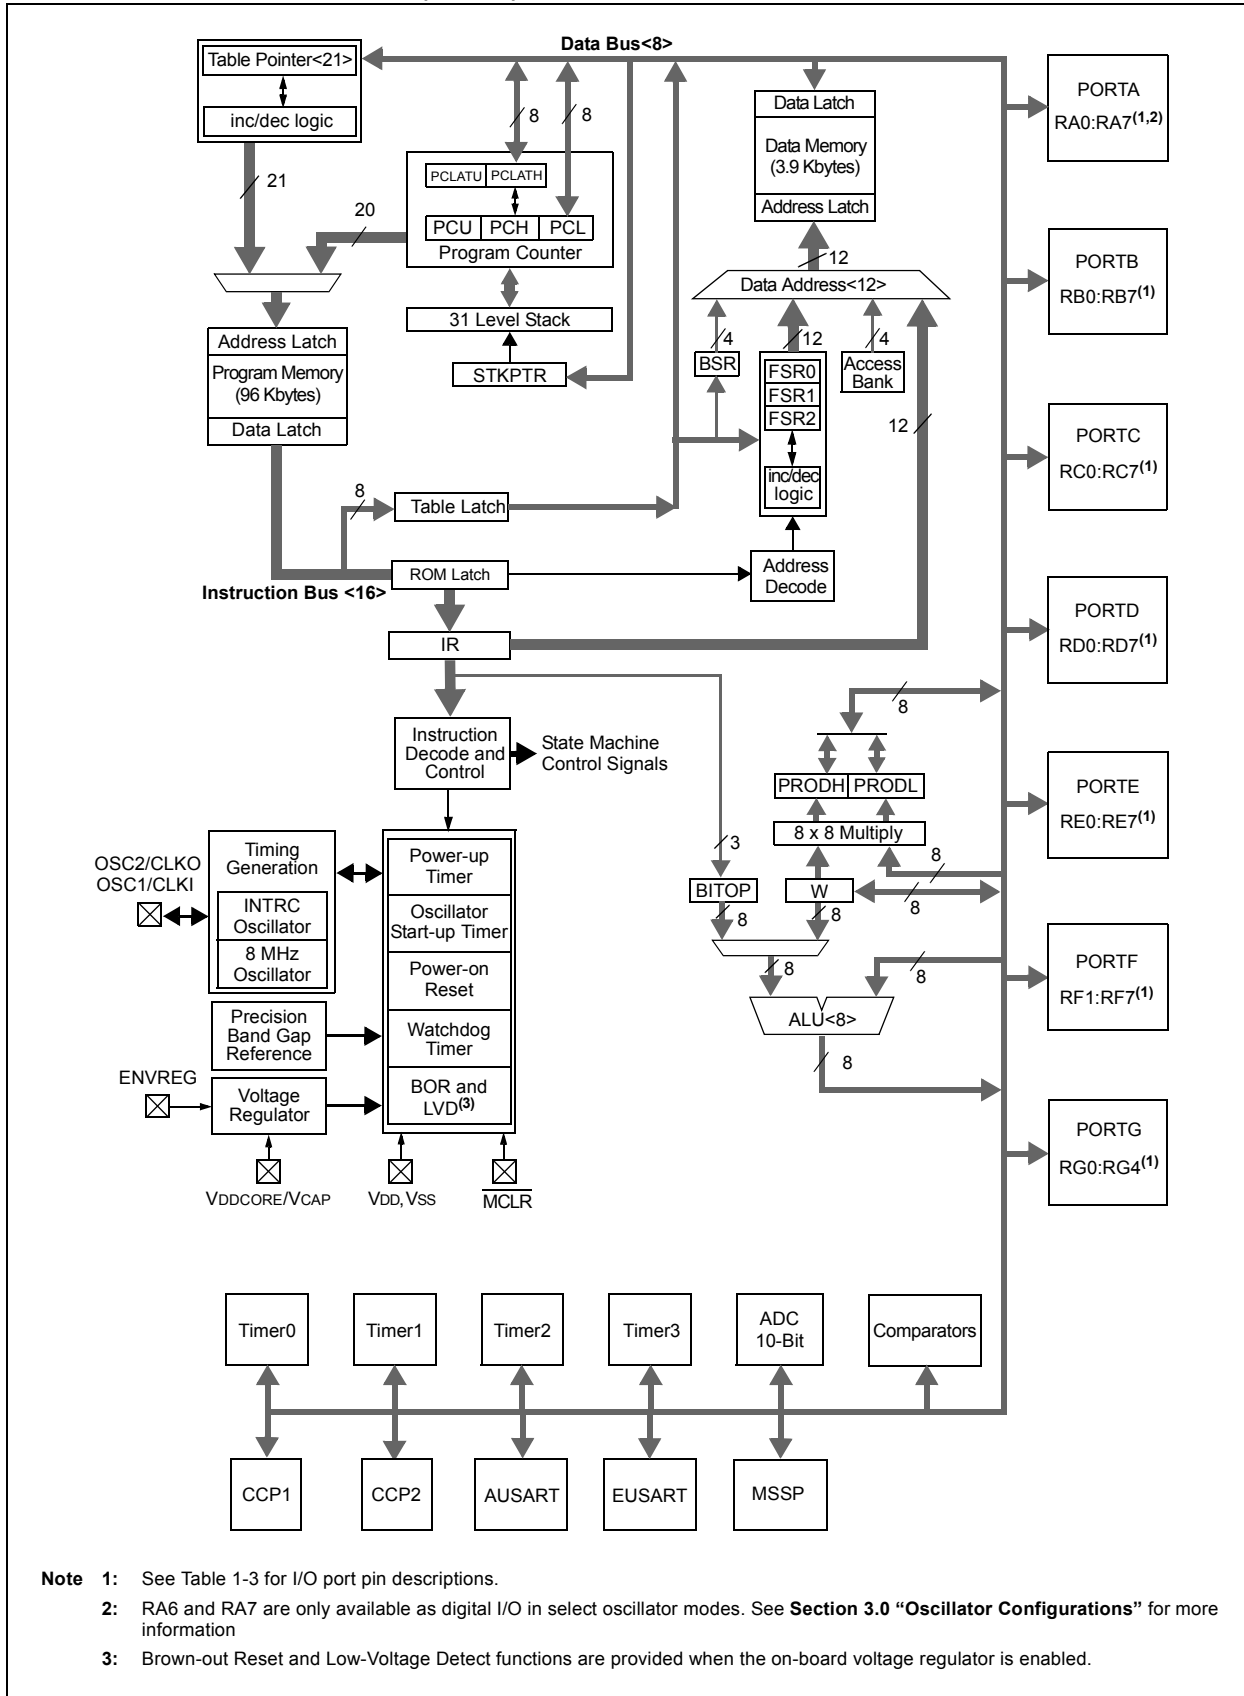 Data Bus<8>
Table Pointer<21>
inc/dec logic
21
20
8
8
PCLATU PCLATH
PCU PCH PCL
Program Counter
31 Level Stack
STKPTR
Address Latch
Program Memory
(96 Kbytes)
Data Latch
8
Table Latch
ROM Latch
Instruction Bus <16>
IR
Data Latch
Data Memory
(3.9 Kbytes)
Address Latch
12
Data Address<12>
4
12
4
BSR
FSR0
FSR1
FSR2
inc/dec
logic
Access
Bank
12
Address
Decode
Instruction
Decode and
Control
State Machine
Control Signals
8
PRODH PRODL
8 x 8 Multiply
3
8
BITOP
W
8
8
8
8
8
ALU<8>
8
OSC2/CLKO
OSC1/CLKI
Timing
Generation
INTRC
Oscillator
8 MHz
Oscillator
Precision
Band Gap
Reference
ENVREG
Voltage
Regulator
Power-up
Timer
Oscillator
Start-up Timer
Power-on
Reset
Watchdog
Timer
BOR and
LVD(3)
VDDCORE/VCAP
VDD, VSS
MCLR
PORTA
RA0:RA7(1,2)
PORTB
RB0:RB7(1)
PORTC
RC0:RC7(1)
PORTD
RD0:RD7(1)
PORTE
RE0:RE7(1)
PORTF
RF1:RF7(1)
PORTG
RG0:RG4(1)
Timer0
Timer1
Timer2
Timer3
ADC
10-Bit
Comparators
CCP1
CCP2
AUSART
EUSART
MSSP
Note 1: See Table 1-3 for I/O port pin descriptions.
2: RA6 and RA7 are only available as digital I/O in select oscillator modes. See Section 3.0 “Oscillator Configurations” for more
information
3: Brown-out Reset and Low-Voltage Detect functions are provided when the on-board voltage regulator is enabled.